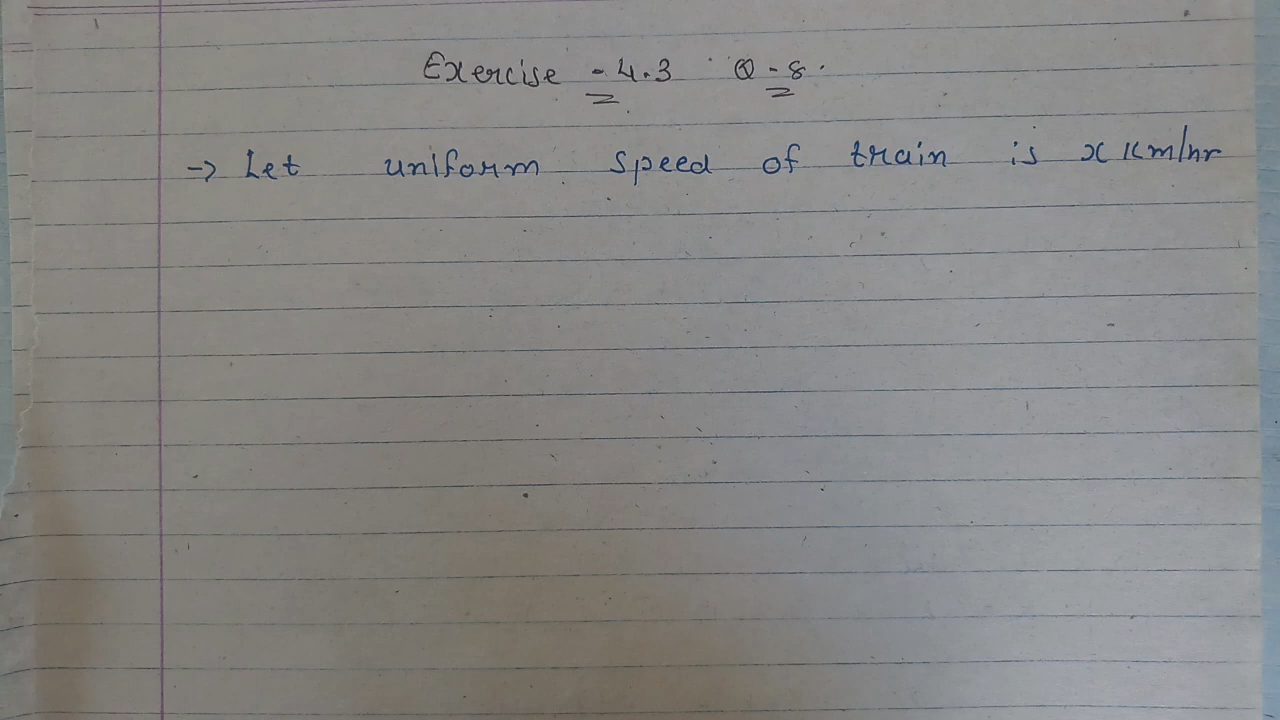 Exercise - 4.3 Q - 8.
→ Let uniform speed of train is x Km/hr